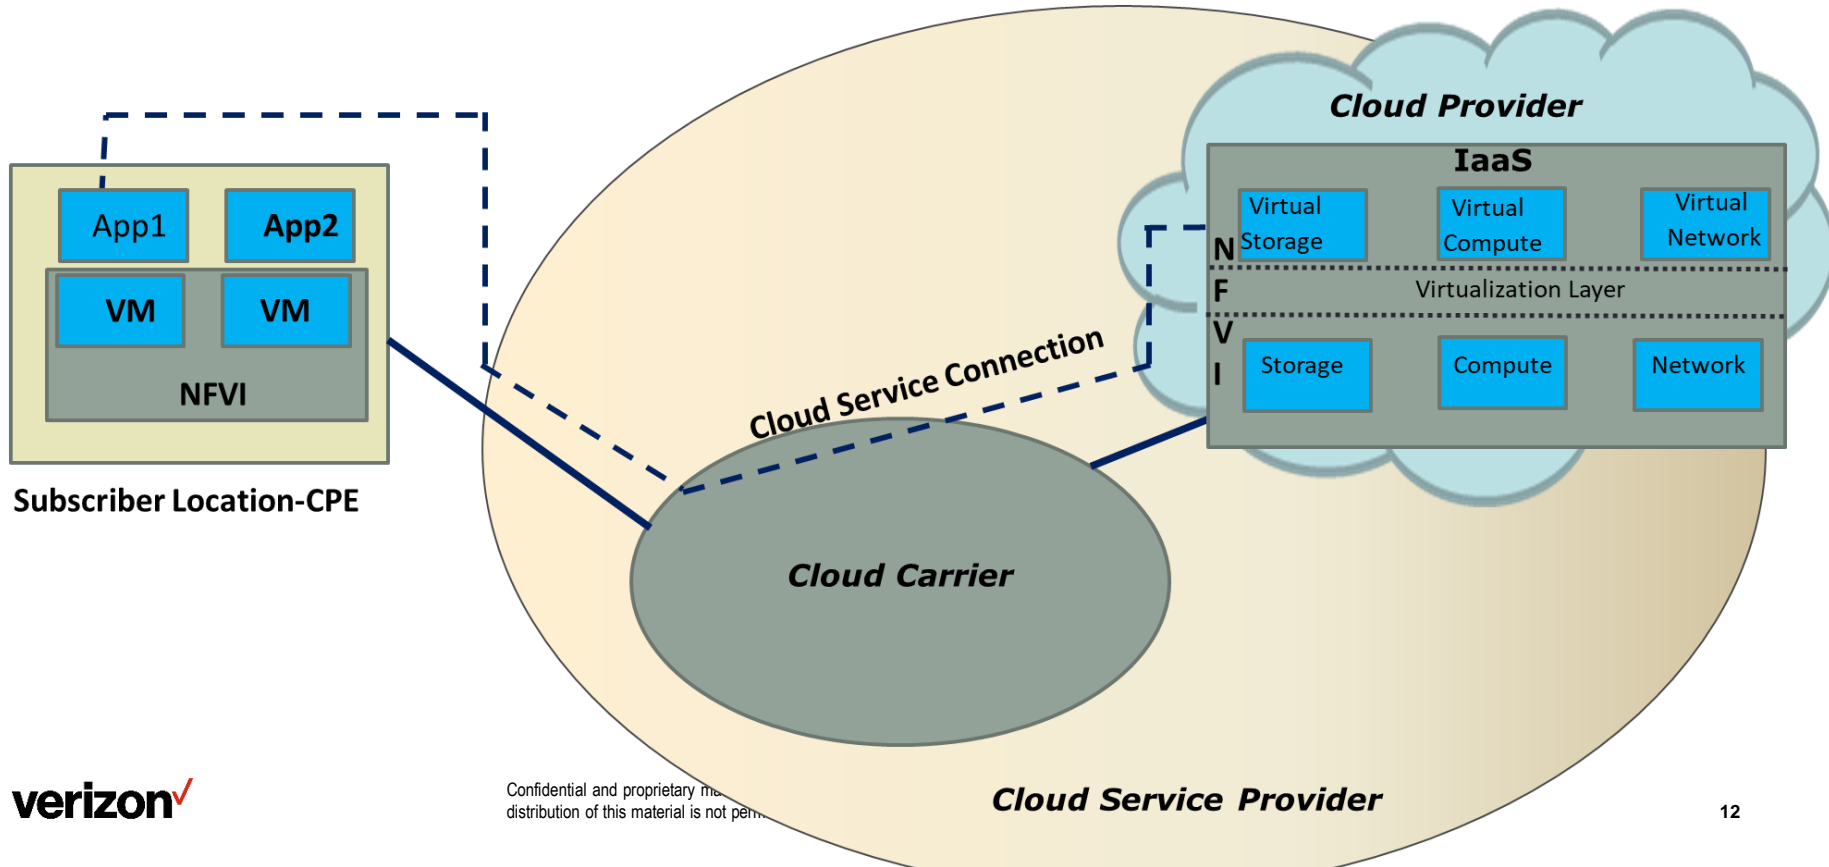 Cloud Provider
IaaS
App1
App2
Virtual
Storage
Virtual
Compute
Virtual
Network
N
F
V
I
Virtualization Layer
VM
VM
NFVI
Storage
Compute
Network
Cloud Service Connection
Subscriber Location-CPE
Cloud Carrier
verizon
Confidential and proprietary
distribution of this material is not
Cloud Service Provider
12